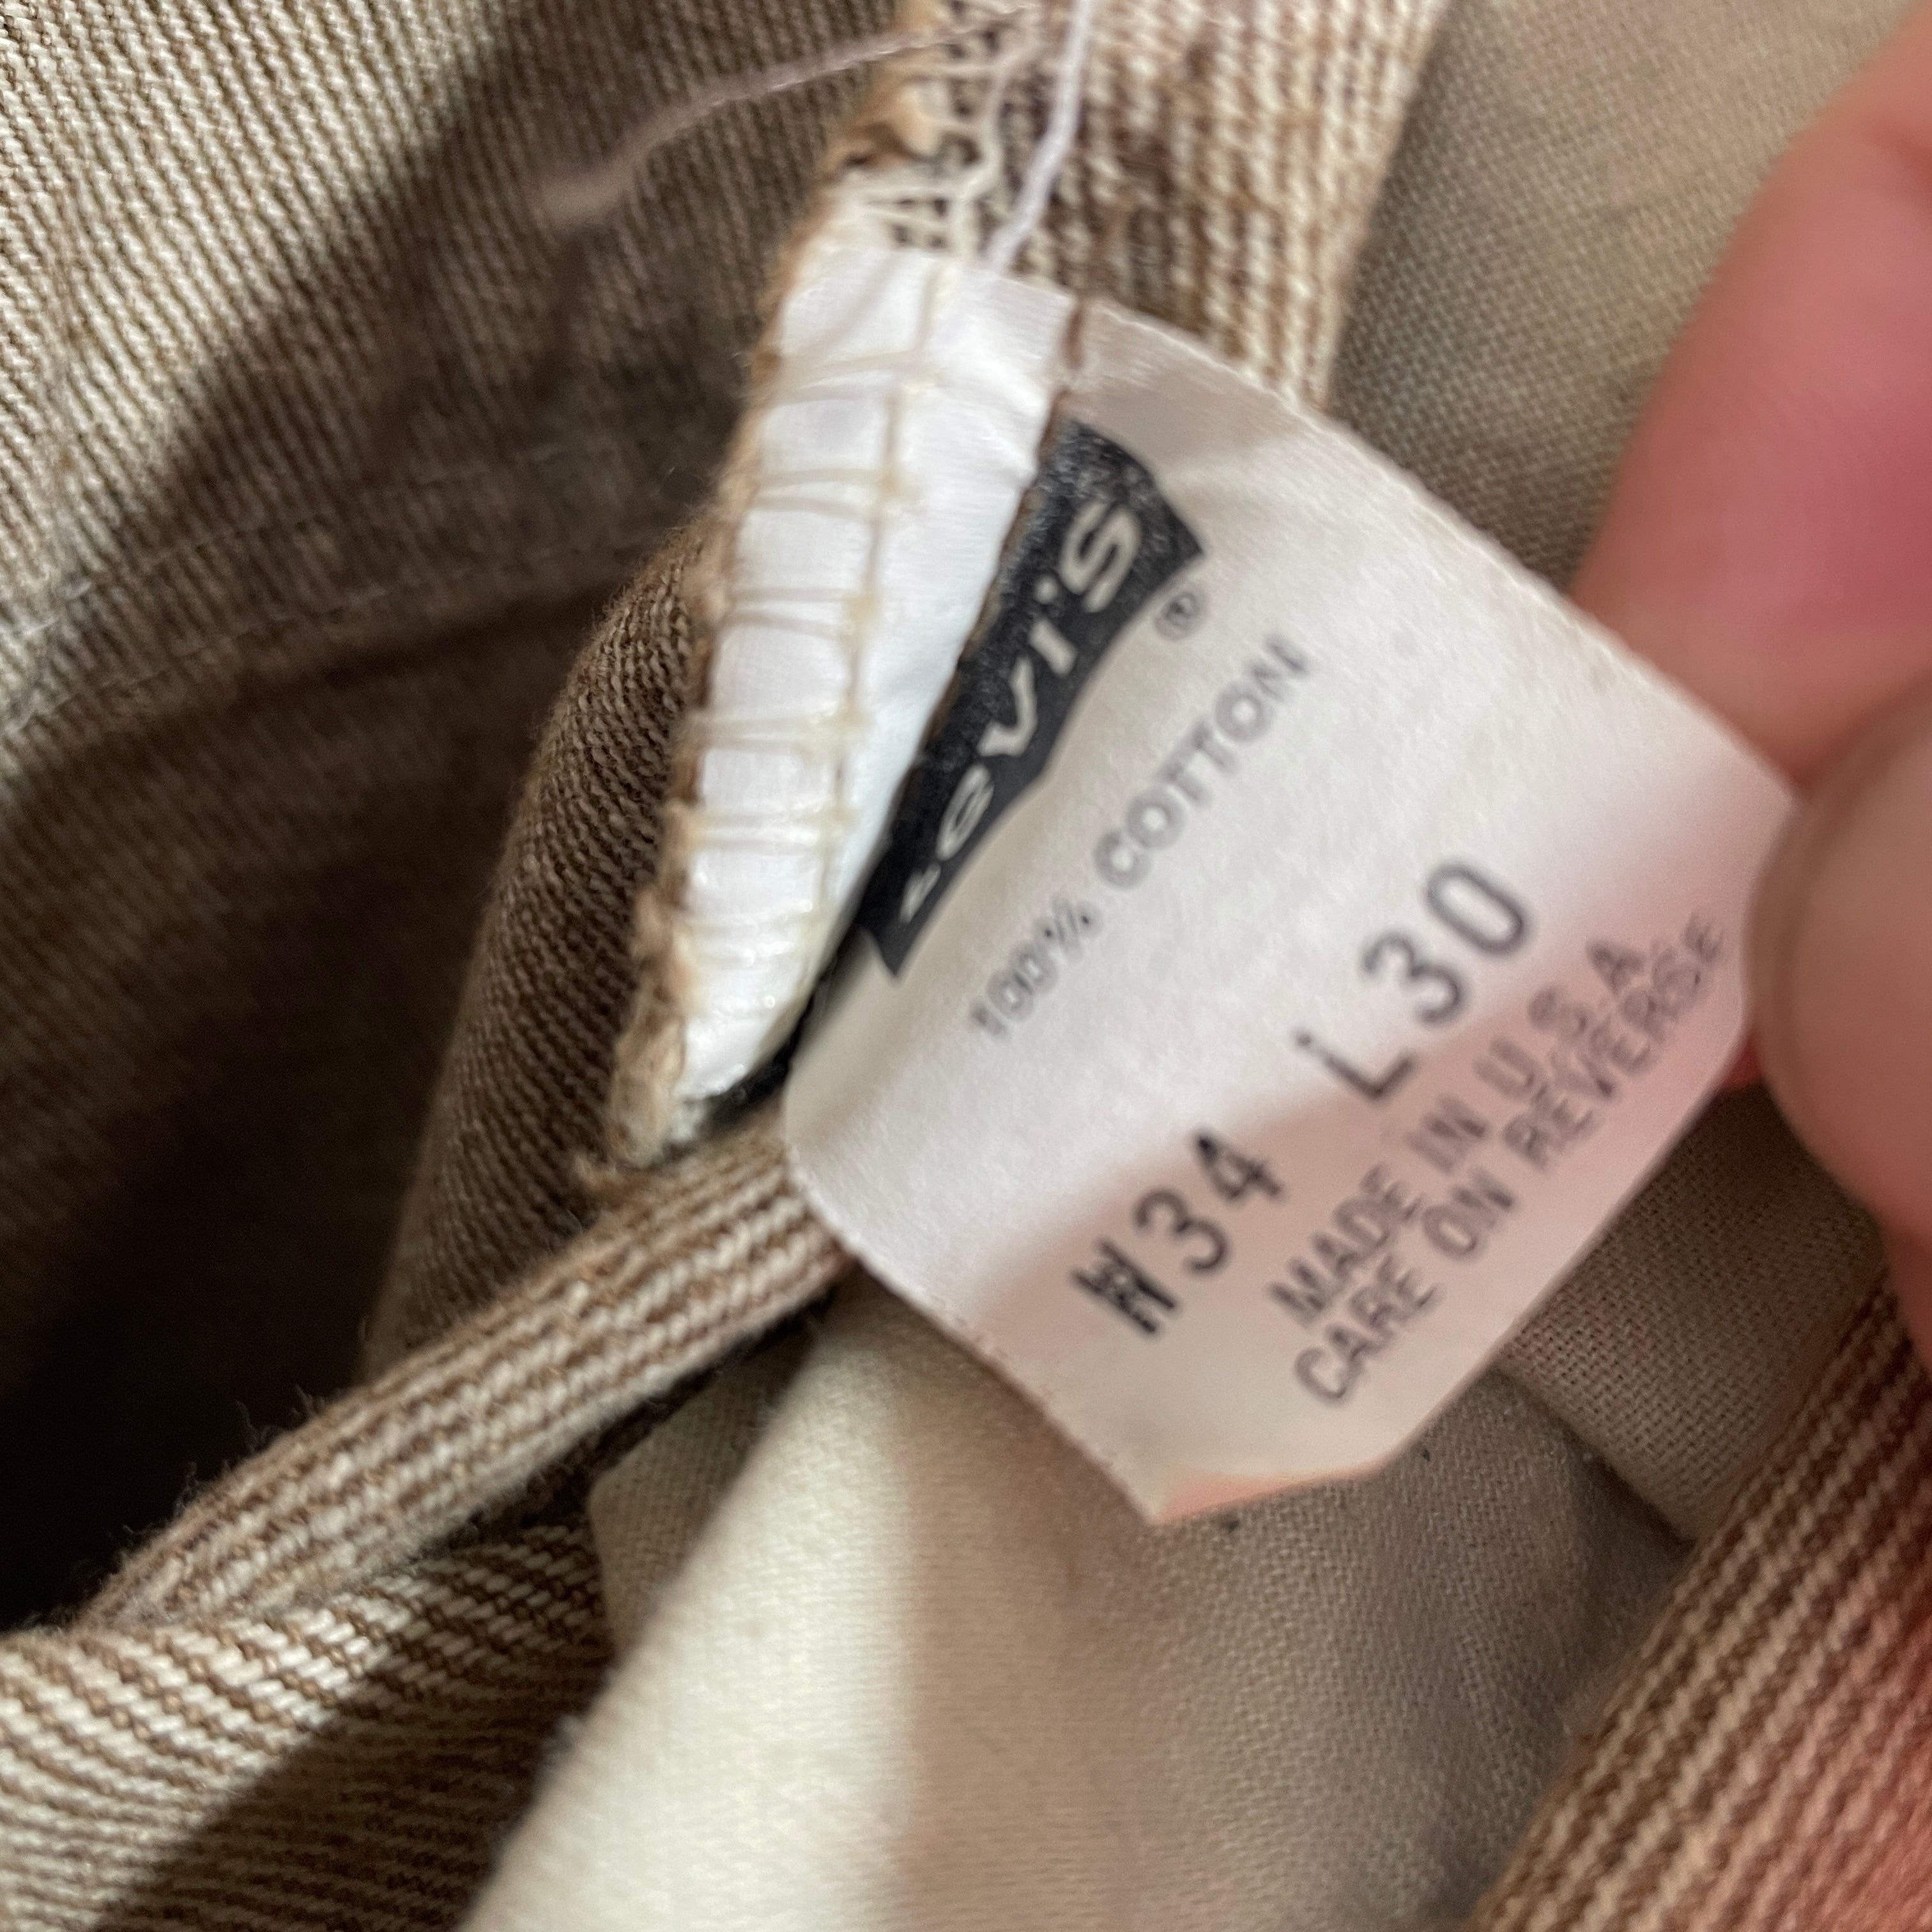 Levi's®
100% COTTON
W34 L30
MADE IN U.S.A.
CARE ON REVERSE